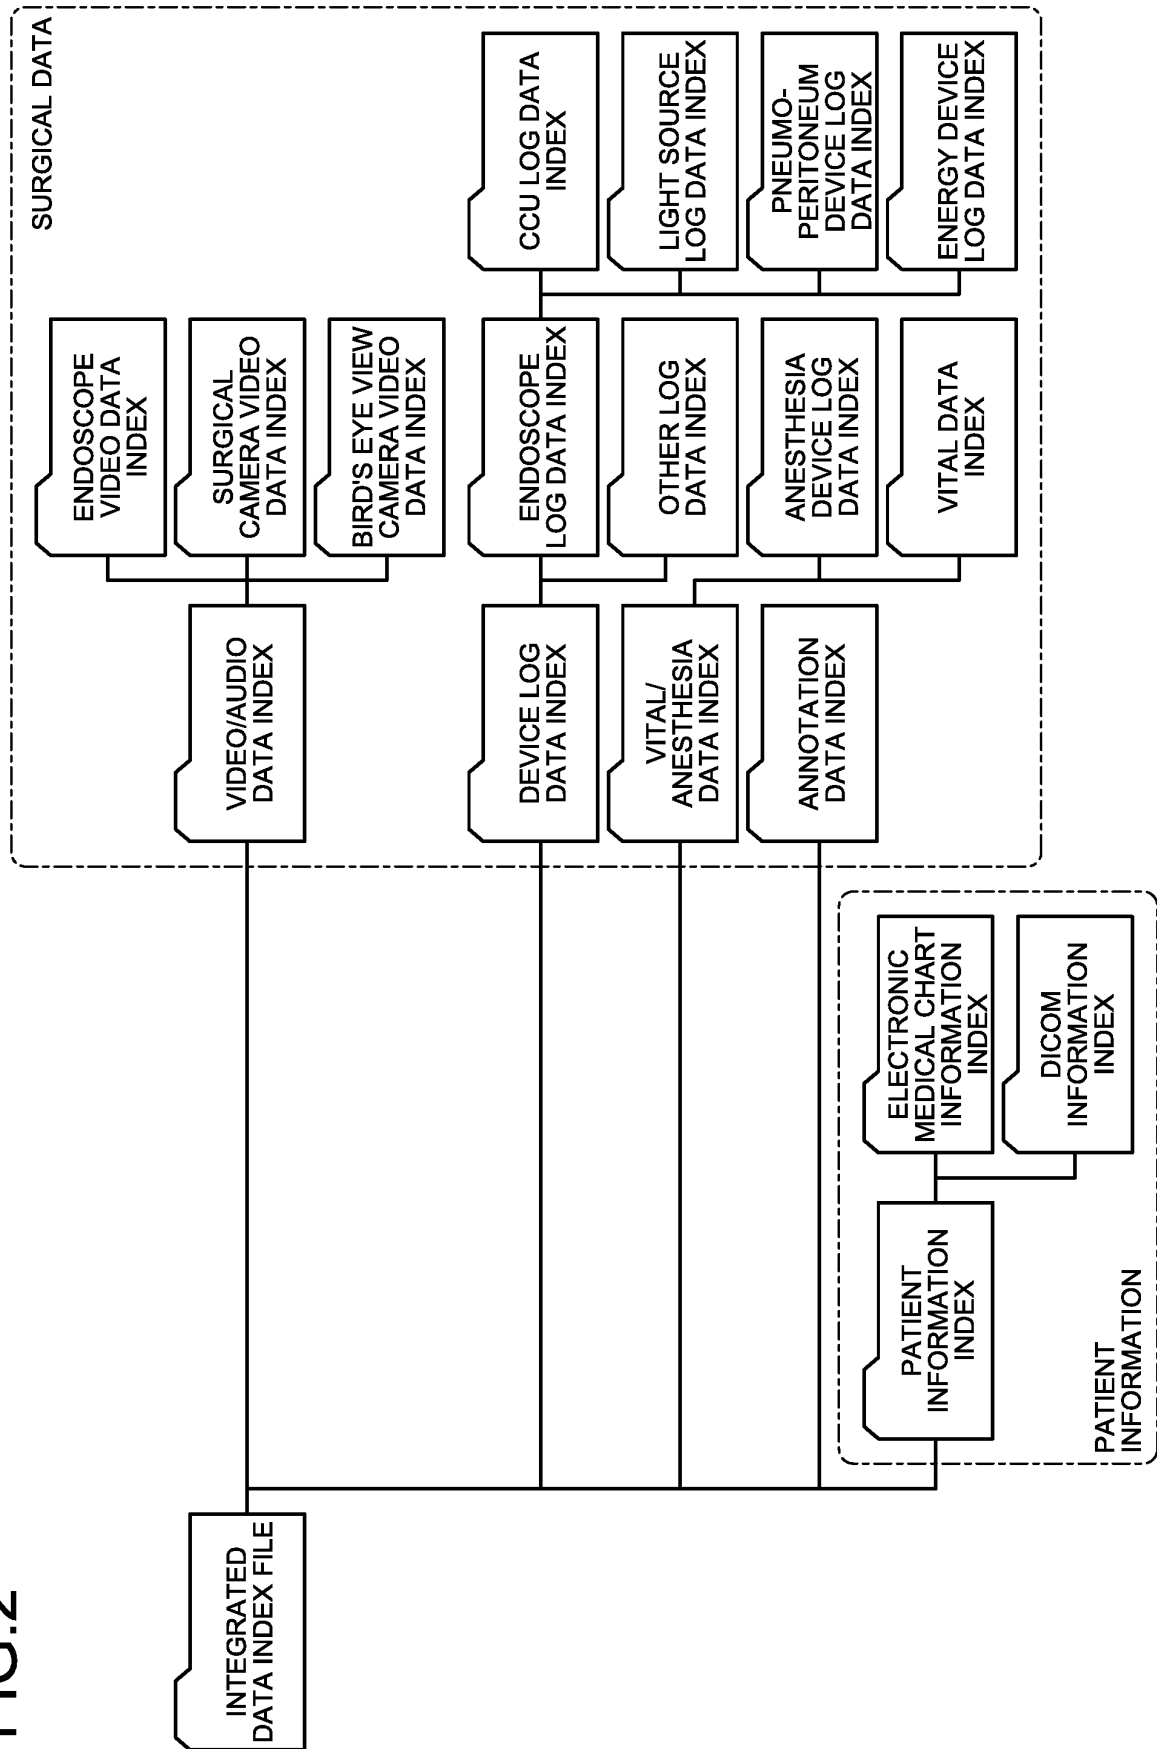 FIG.2
SURGICAL DATA
INTEGRATED
DATA INDEX FILE
VIDEO/AUDIO
DATA INDEX
ENDOSCOPE
VIDEO DATA
INDEX
SURGICAL
CAMERA VIDEO
DATA INDEX
BIRD'S EYE VIEW
CAMERA VIDEO
DATA INDEX
DEVICE LOG
DATA INDEX
ENDOSCOPE
LOG DATA INDEX
CCU LOG DATA
INDEX
VITAL/
ANESTHESIA
DATA INDEX
OTHER LOG
DATA INDEX
LIGHT SOURCE
LOG DATA INDEX
ANNOTATION
DATA INDEX
ANESTHESIA
DEVICE LOG
DATA INDEX
PNEUMO-
PERITONEUM
DEVICE LOG
DATA INDEX
VITAL DATA
INDEX
ENERGY DEVICE
LOG DATA INDEX
PATIENT
INFORMATION
INDEX
ELECTRONIC
MEDICAL CHART
INFORMATION
INDEX
DICOM
INFORMATION
INDEX
PATIENT
INFORMATION